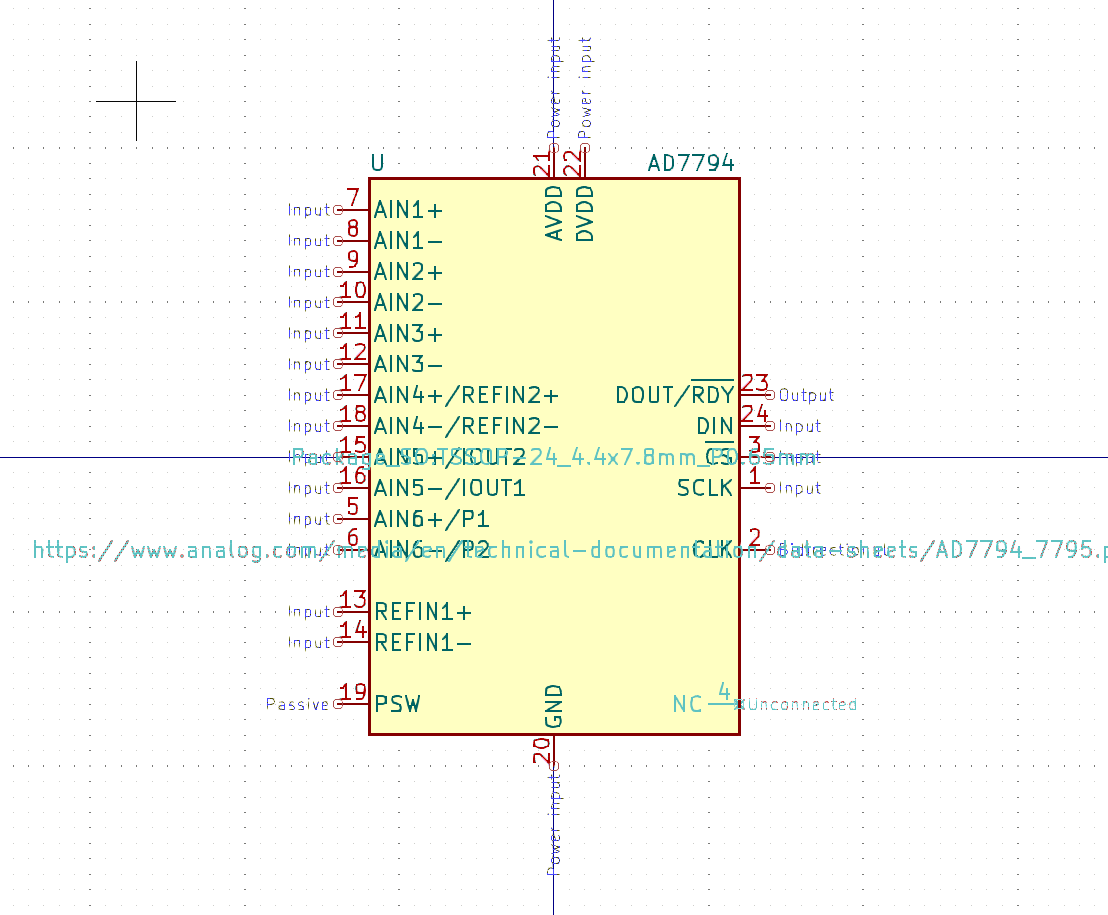 Power input
Power input
21
22
U
AD7794
AVDD
DVDD
Input 7 AIN1+
Input 8 AIN1-
Input 9 AIN2+
Input 10 AIN2-
Input 11 AIN3+
Input 12 AIN3-
Input 17 AIN4+/REFIN2+
DOUT/RDY 23 Output
Input 18 AIN4-/REFIN2-
DIN 24 Input
Input 15 AIN5+/IOUT2
Package_SO:TSSOP-24_4.4x7.8mm_P0.65mm
CS 3 Input
Input 16 AIN5-/IOUT1
SCLK 1 Input
Input 5 AIN6+/P1
Input 6 AIN6-/P2
https://www.analog.com/media/en/technical-documentation/data-sheets/AD7794_7795.p
CLK 2 Bidirectional
Input 13 REFIN1+
Input 14 REFIN1-
Passive 19 PSW
NC 4 Unconnected
GND
20
Power input